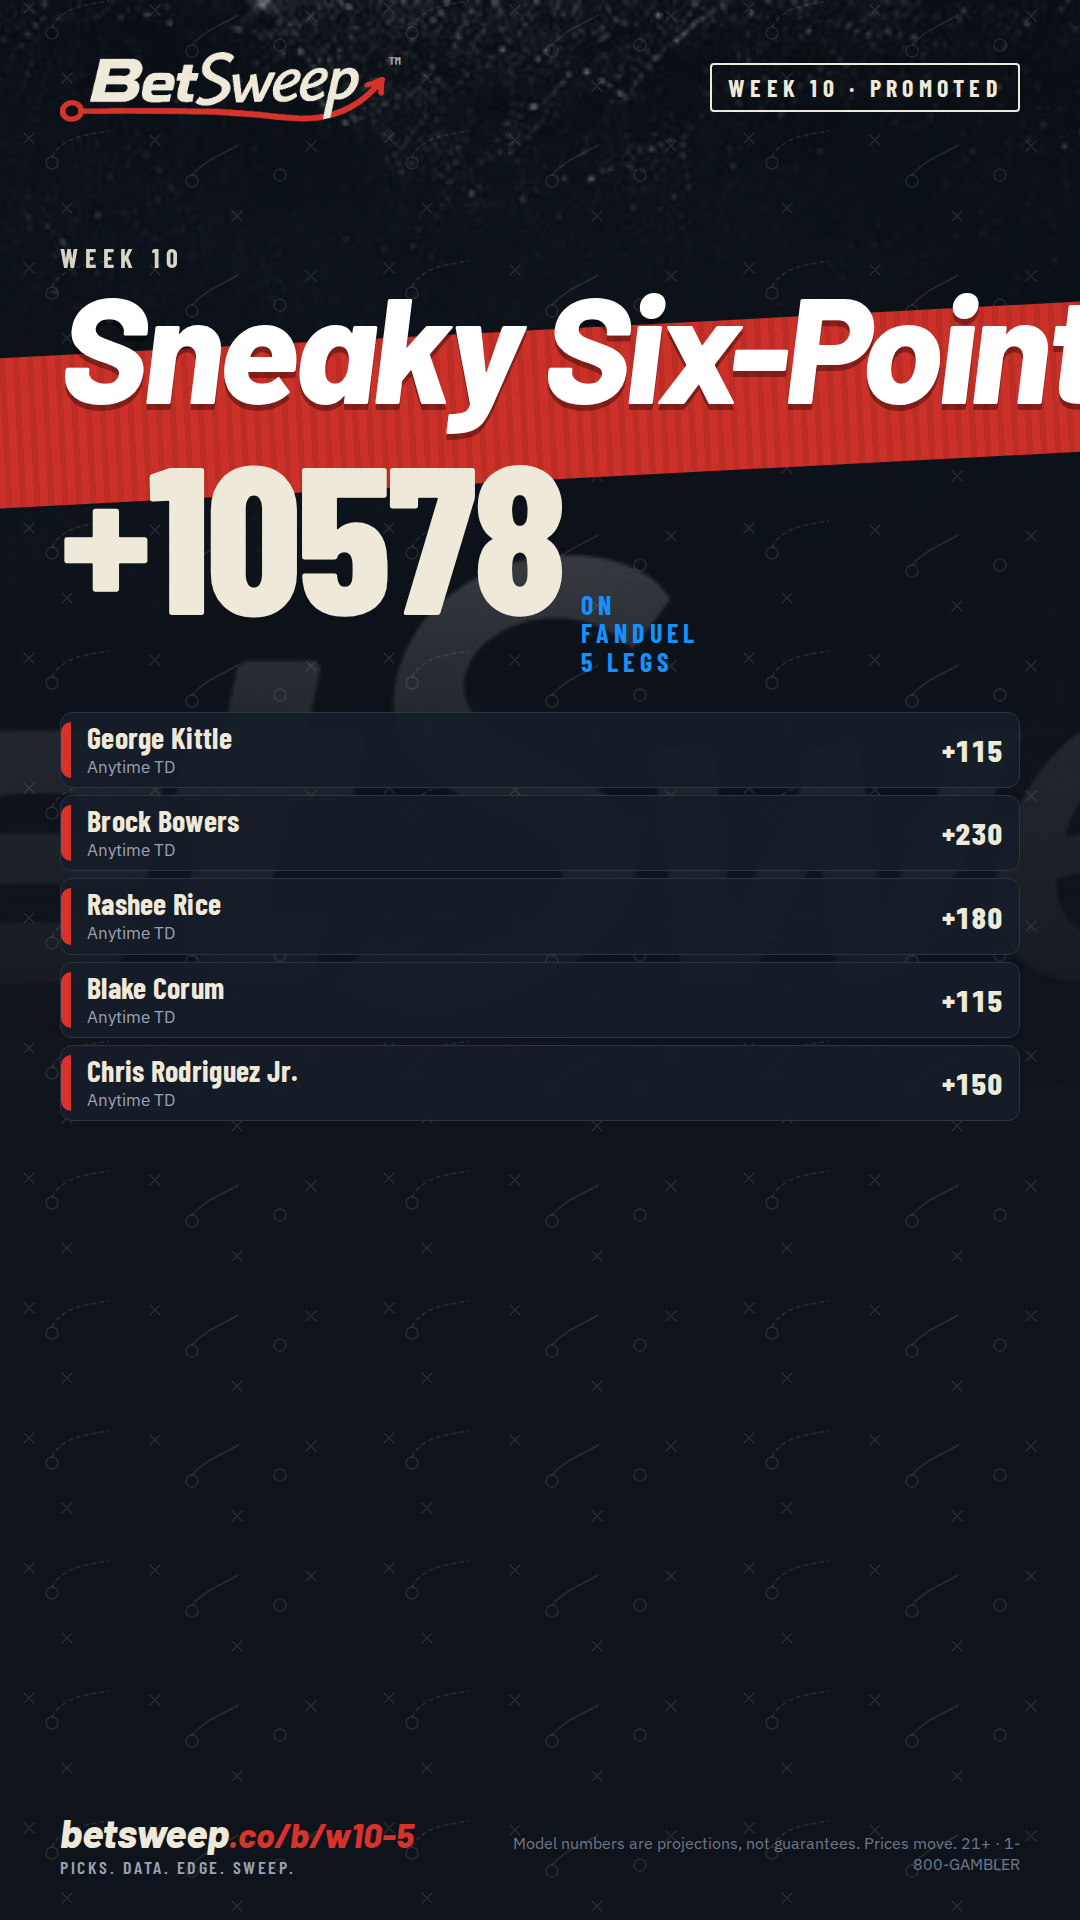 BetSweep™
WEEK 10 · PROMOTED
WEEK 10
Sneaky Six-Point
+10578
ON
FANDUEL
5 LEGS
George Kittle
Anytime TD
+115
Brock Bowers
Anytime TD
+230
Rashee Rice
Anytime TD
+180
Blake Corum
Anytime TD
+115
Chris Rodriguez Jr.
Anytime TD
+150
betsweep.co/b/w10-5
PICKS. DATA. EDGE. SWEEP.
Model numbers are projections, not guarantees. Prices move. 21+ · 1-
800-GAMBLER